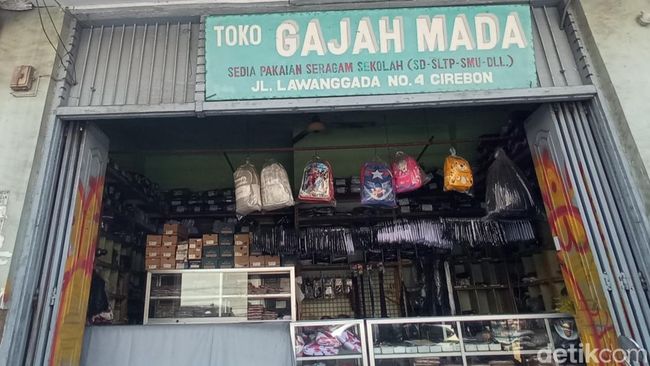 TOKO GAJAH MADA
SEDIA PAKAIAN SERAGAM SEKOLAH (SD-SLTP-SMU-DLL.)
JL. LAWANGGADA NO. 4 CIREBON
detikcom